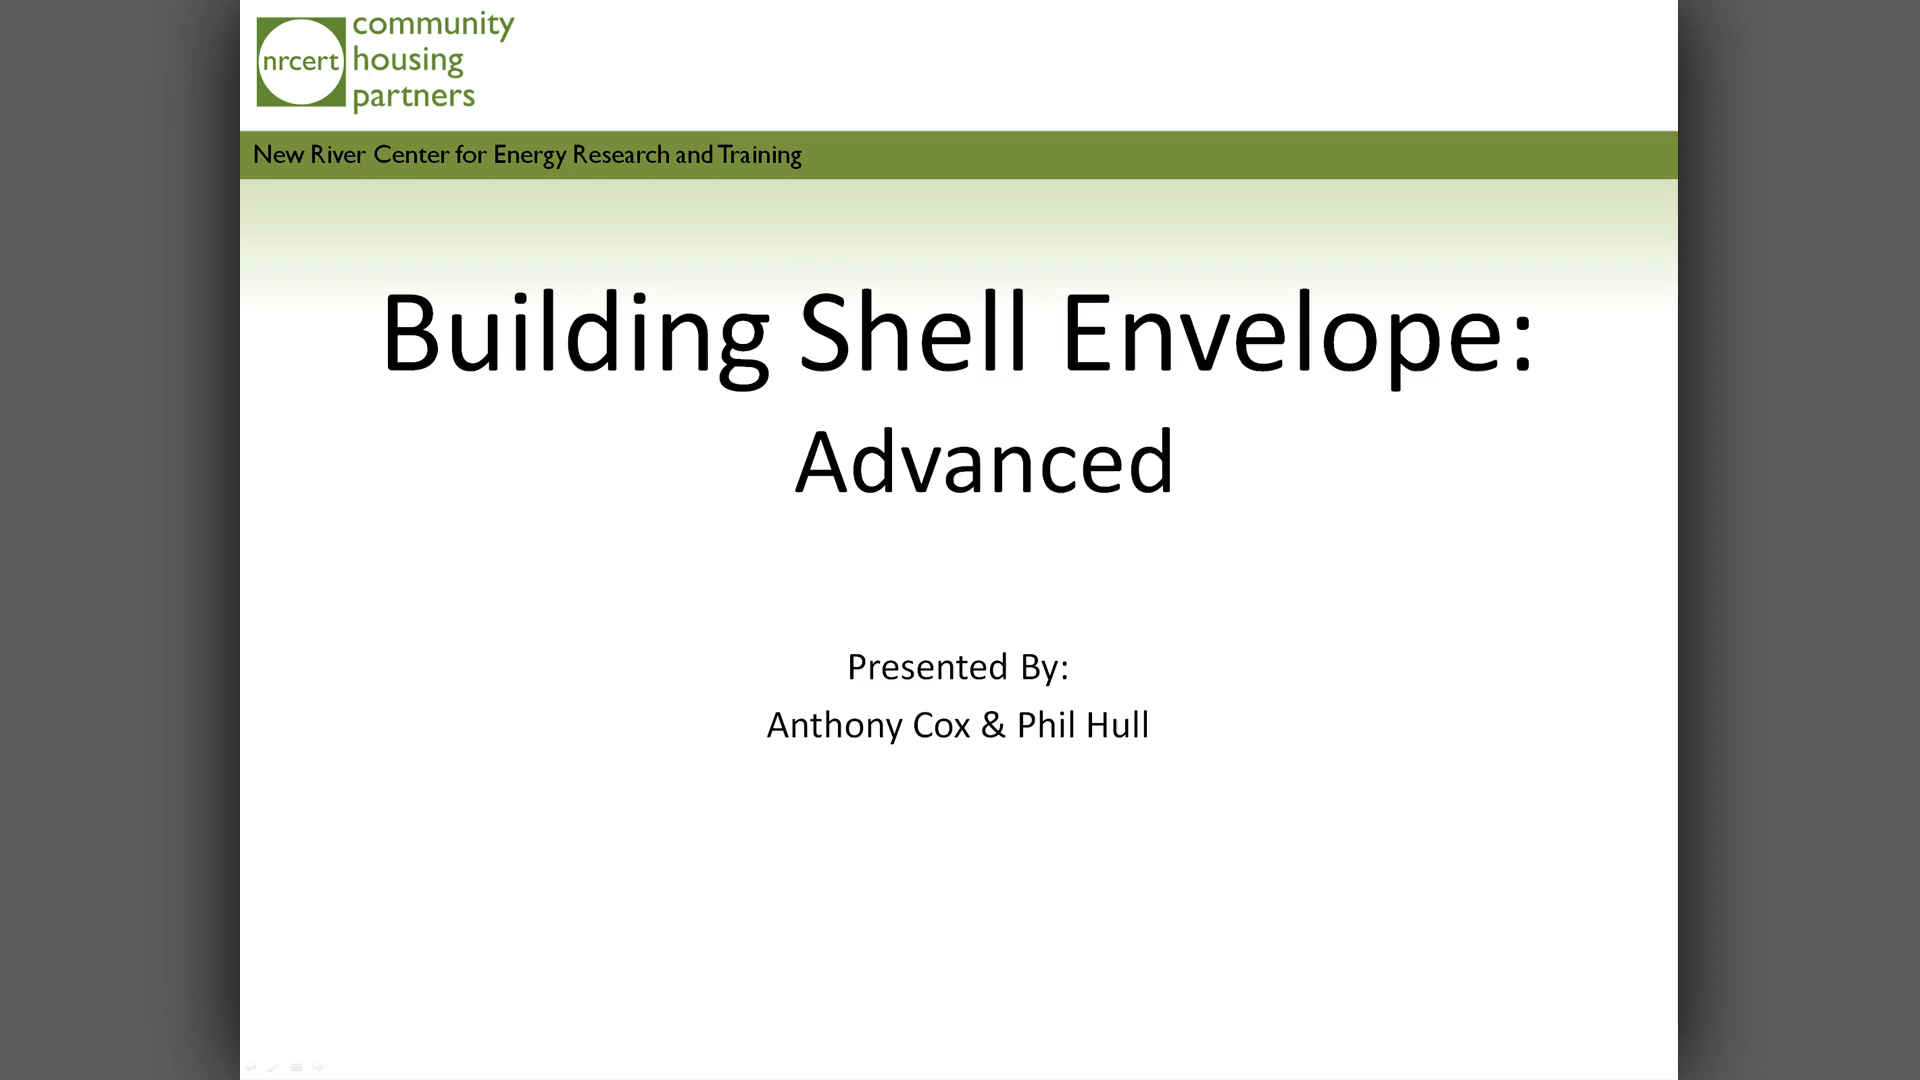 community
nrcert housing
partners
New River Center for Energy Research and Training
Building Shell Envelope:
Advanced
Presented By:
Anthony Cox & Phil Hull